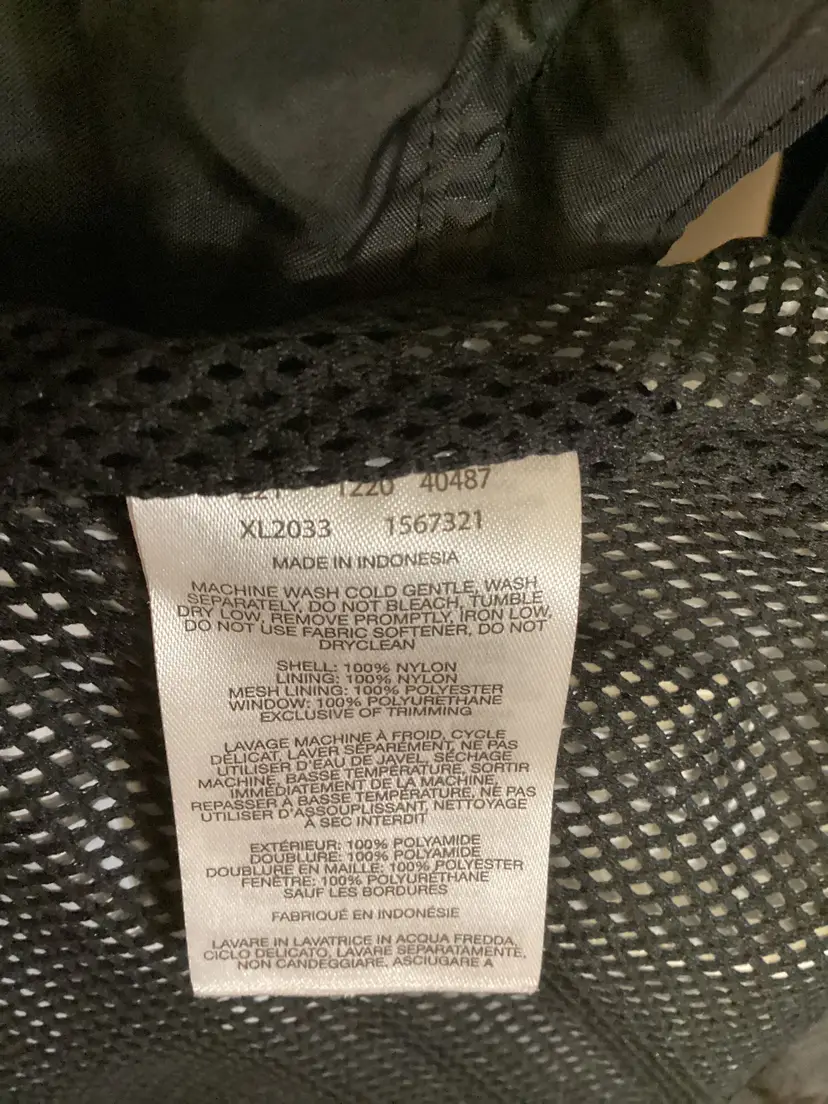 1220 40487
XL2033 1567321
MADE IN INDONESIA
MACHINE WASH COLD GENTLE, WASH
SEPARATELY, DO NOT BLEACH, TUMBLE
DRY LOW, REMOVE PROMPTLY, IRON LOW,
DO NOT USE FABRIC SOFTENER, DO NOT
DRYCLEAN
SHELL: 100% NYLON
LINING: 100% NYLON
MESH LINING: 100% POLYESTER
WINDOW: 100% POLYURETHANE
EXCLUSIVE OF TRIMMING
LAVAGE MACHINE À FROID, CYCLE
DÉLICAT, LAVER SÉPARÉMENT, NE PAS
UTILISER D'EAU DE JAVEL, SÉCHAGE
MACHINE, BASSE TEMPÉRATURE, SORTIR
IMMÉDIATEMENT DE LA MACHINE,
REPASSER À BASSE TEMPÉRATURE, NE PAS
UTILISER D'ASSOUPLISSANT, NETTOYAGE
À SEC INTERDIT
EXTÉRIEUR: 100% POLYAMIDE
DOUBLURE: 100% POLYAMIDE
DOUBLURE EN MAILLE: 100% POLYESTER
FENÊTRE: 100% POLYURETHANE
SAUF LES BORDURES
FABRIQUÉ EN INDONÉSIE
LAVARE IN LAVATRICE IN ACQUA FREDDA,
CICLO DELICATO, LAVARE SEPARATAMENTE,
NON CANDEGGIARE, ASCIUGARE A